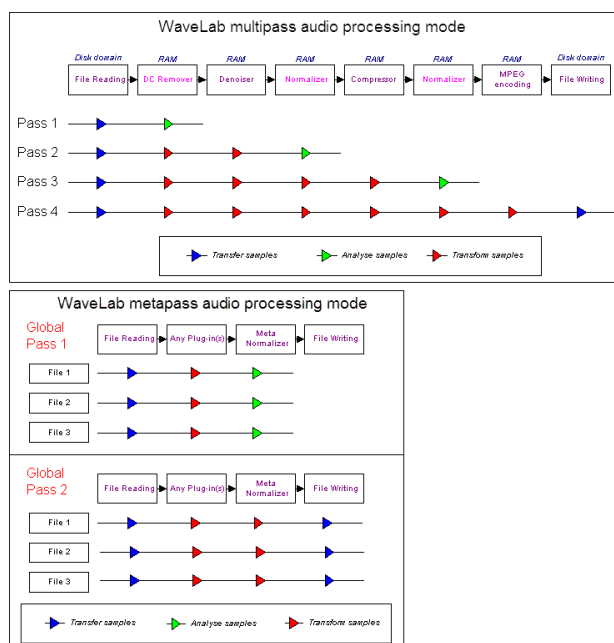 WaveLab multipass audio processing mode
Disk domain RAM RAM RAM RAM RAM RAM Disk domain
File Reading DC Remover Denoiser Normalizer Compressor Normalizer MPEG encoding File Writing
Pass 1
Pass 2
Pass 3
Pass 4
Transfer samples Analyse samples Transform samples
WaveLab metapass audio processing mode
Global
Pass 1
File Reading Any Plug-in(s) Meta Normalizer File Writing
File 1
File 2
File 3
Global
Pass 2
File Reading Any Plug-in(s) Meta Normalizer File Writing
File 1
File 2
File 3
Transfer samples Analyse samples Transform samples